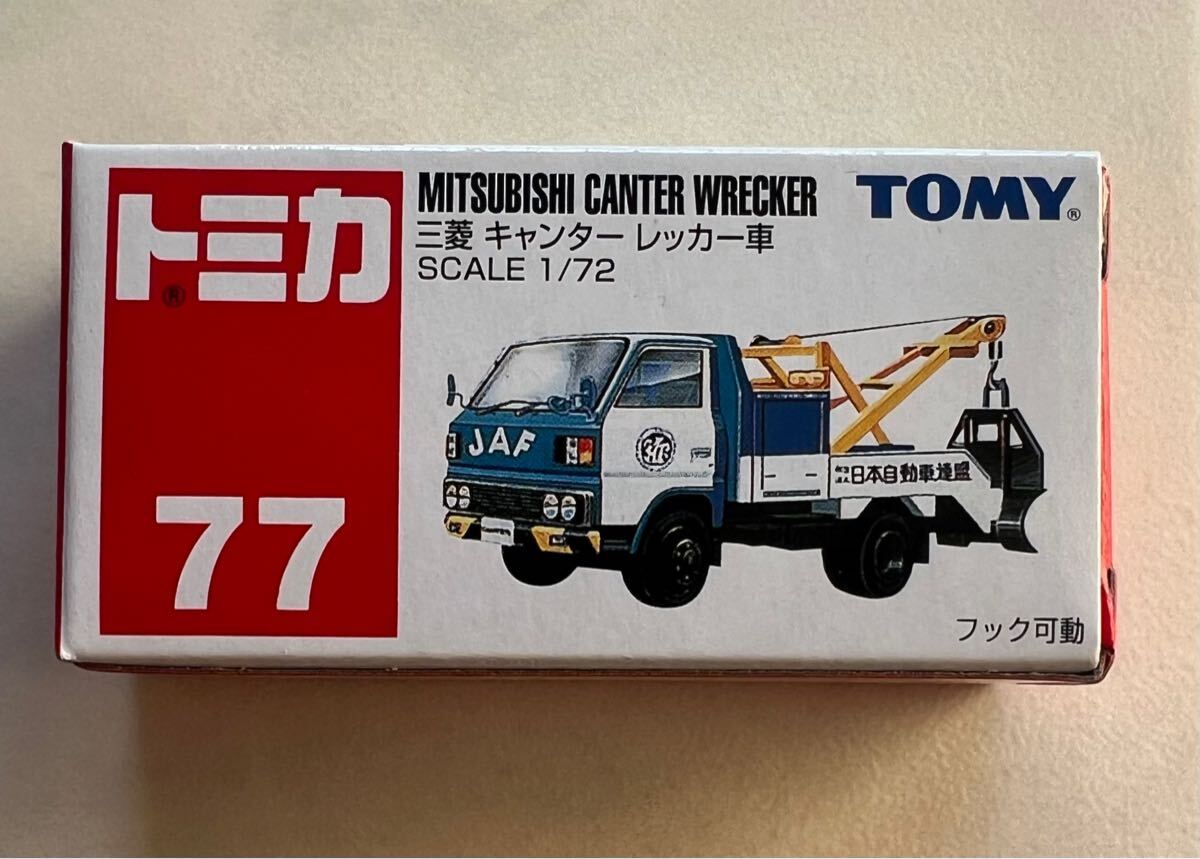 トミカ®
77
MITSUBISHI CANTER WRECKER
三菱 キャンター レッカー車
SCALE 1/72
TOMY®
JAF
日本自動車連盟
フック可動